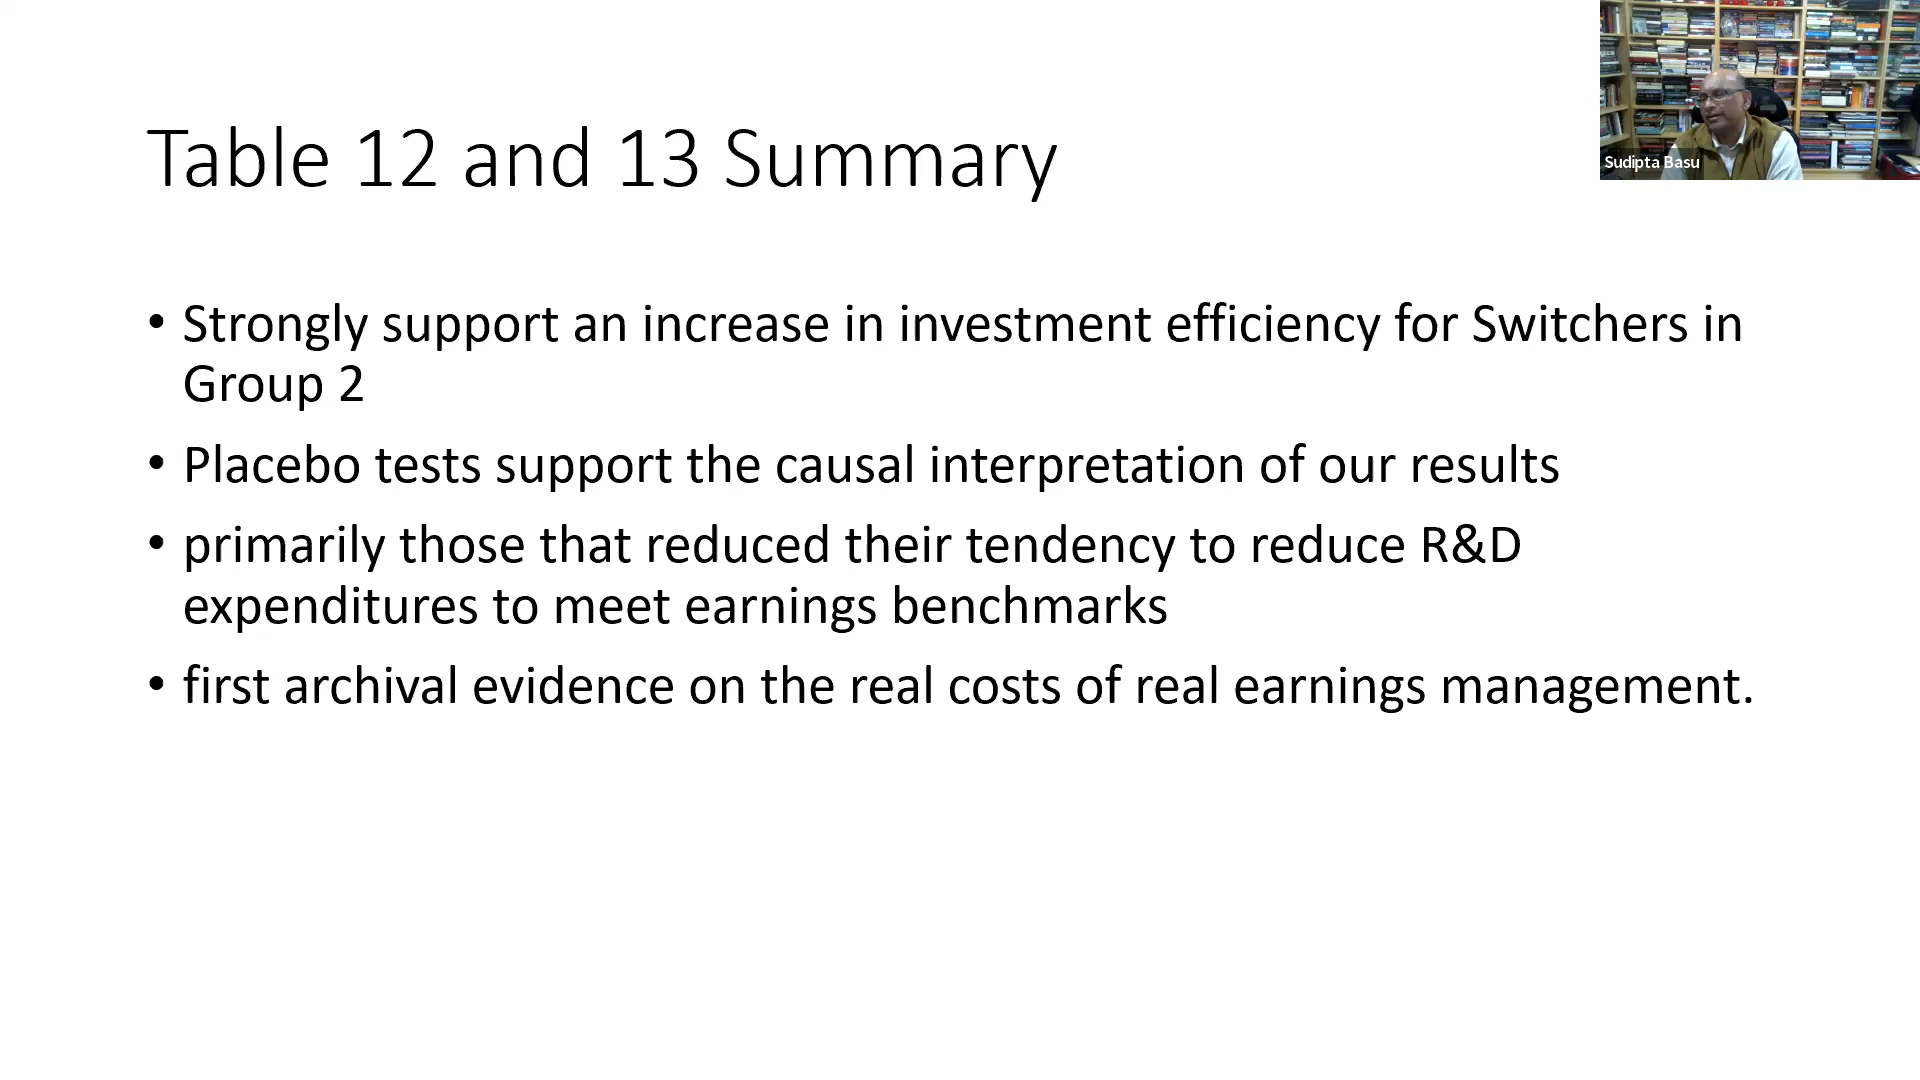 Table 12 and 13 Summary
Sudipta Basu
• Strongly support an increase in investment efficiency for Switchers in
Group 2
• Placebo tests support the causal interpretation of our results
• primarily those that reduced their tendency to reduce R&D
expenditures to meet earnings benchmarks
• first archival evidence on the real costs of real earnings management.